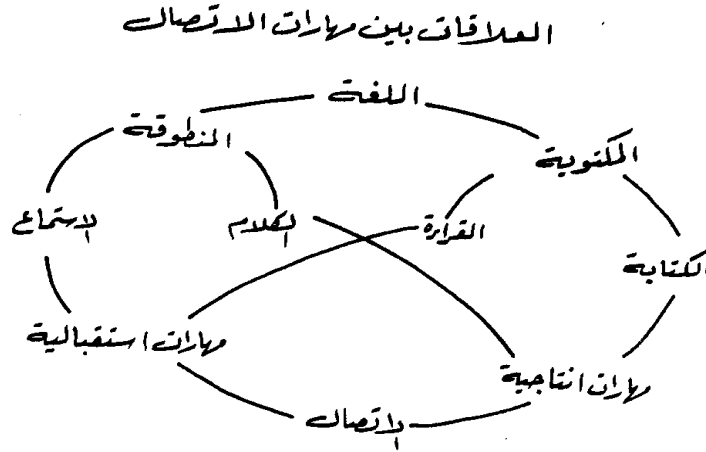 العلاقات بين مهارات الاتصال
اللغة
المنطوقة
المكتوبة
الاستماع
الكلام
القراءة
الكتابة
مهارات استقبالية
مهارات انتاجية
الاتصال